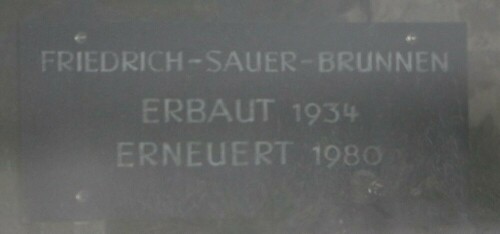 FRIEDRICH-SAUER-BRUNNEN
ERBAUT 1934
ERNEUERT 1980